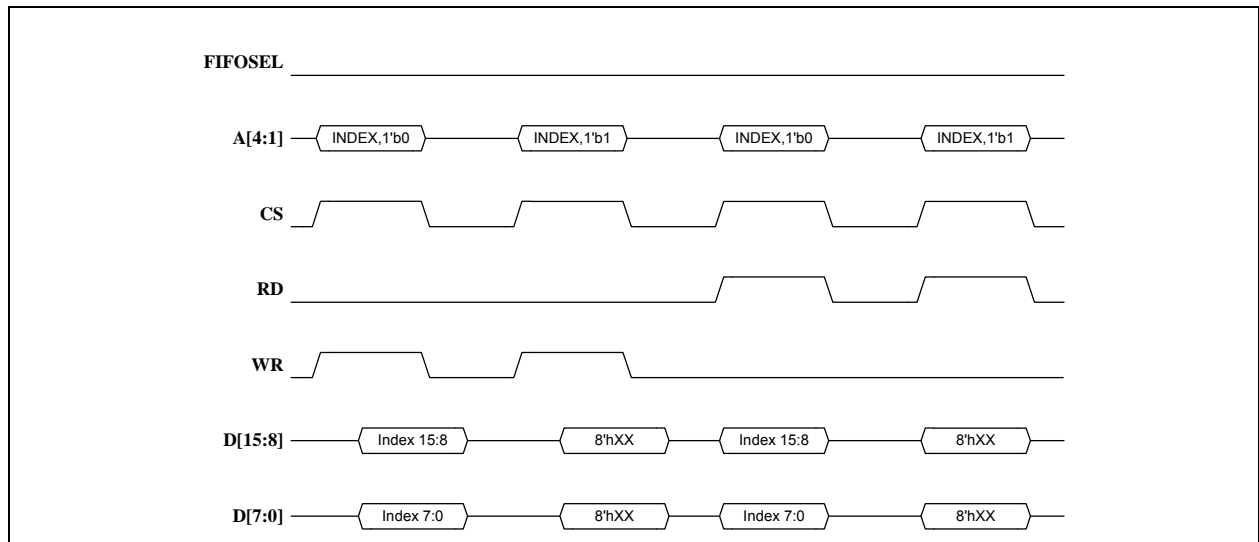 FIFOSEL
A[4:1] INDEX,1'b0 INDEX,1'b1 INDEX,1'b0 INDEX,1'b1
CS
RD
WR
D[15:8] Index 15:8 8'hXX Index 15:8 8'hXX
D[7:0] Index 7:0 8'hXX Index 7:0 8'hXX